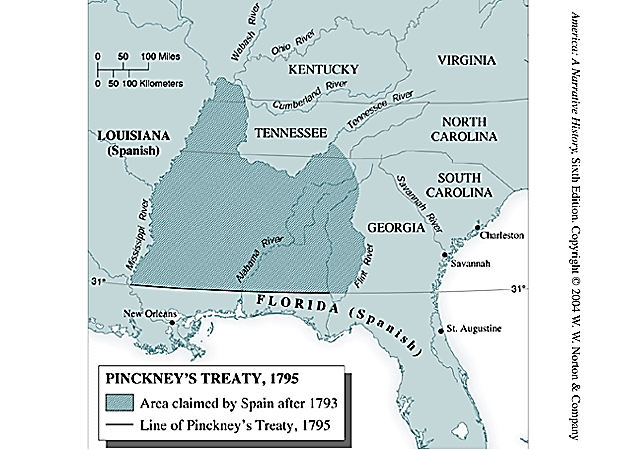 Wabash River
Ohio River
0 50 100 Miles
0 50 100 Kilometers
KENTUCKY
VIRGINIA
Cumberland River
Tennessee River
LOUISIANA
(Spanish)
TENNESSEE
NORTH
CAROLINA
SOUTH
CAROLINA
Savannah River
Mississippi River
Alabama River
GEORGIA
Flint River
Charleston
Savannah
31°
31°
FLORIDA (Spanish)
New Orleans
St. Augustine
PINCKNEY'S TREATY, 1795
Area claimed by Spain after 1793
Line of Pinckney's Treaty, 1795
America: A Narrative History, Sixth Edition. Copyright © 2004 W. W. Norton & Company